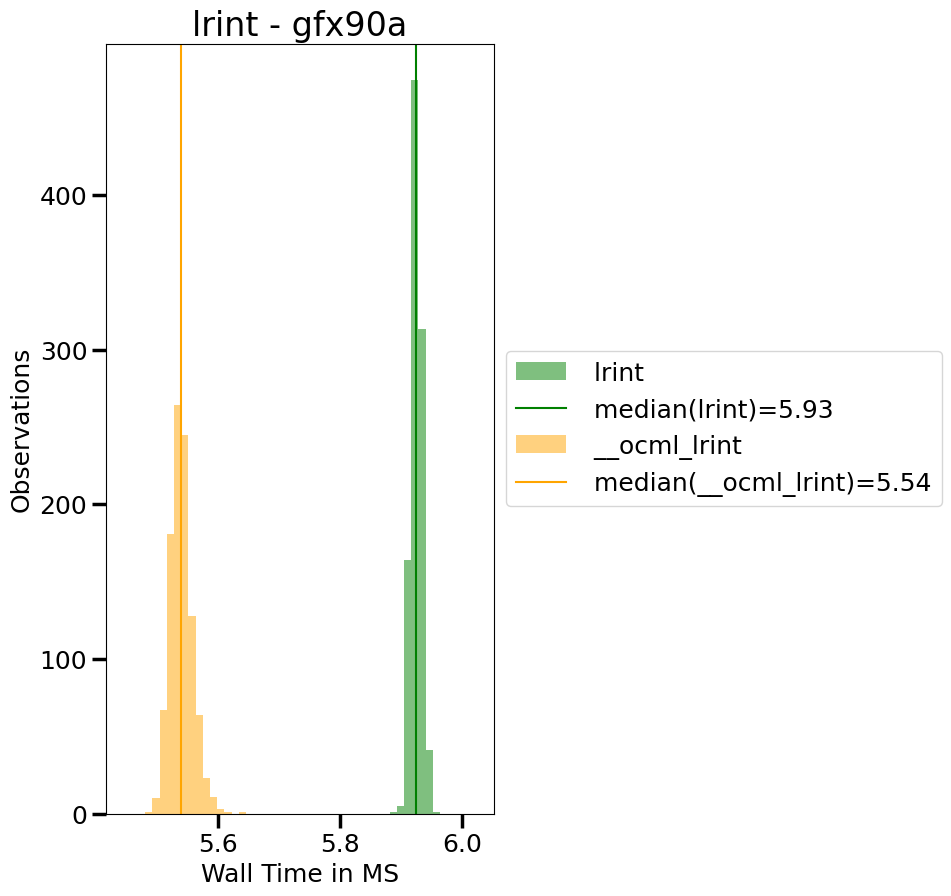 lrint - gfx90a
400
300
200
100
0
Observations
5.6 5.8 6.0
Wall Time in MS
lrint
median(lrint)=5.93
__ocml_lrint
median(__ocml_lrint)=5.54